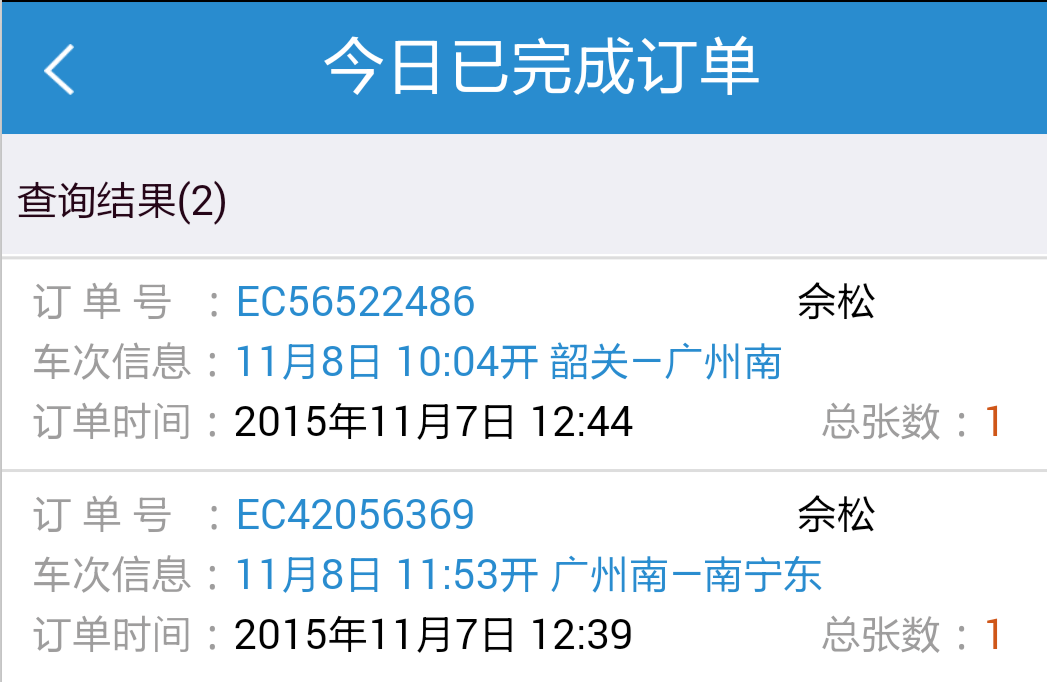 今日已完成订单
查询结果(2)
订 单 号 ：EC56522486 佘松
车次信息：11月8日 10:04开 韶关—广州南
订单时间：2015年11月7日 12:44 总张数：1
订 单 号 ：EC42056369 佘松
车次信息：11月8日 11:53开 广州南—南宁东
订单时间：2015年11月7日 12:39 总张数：1